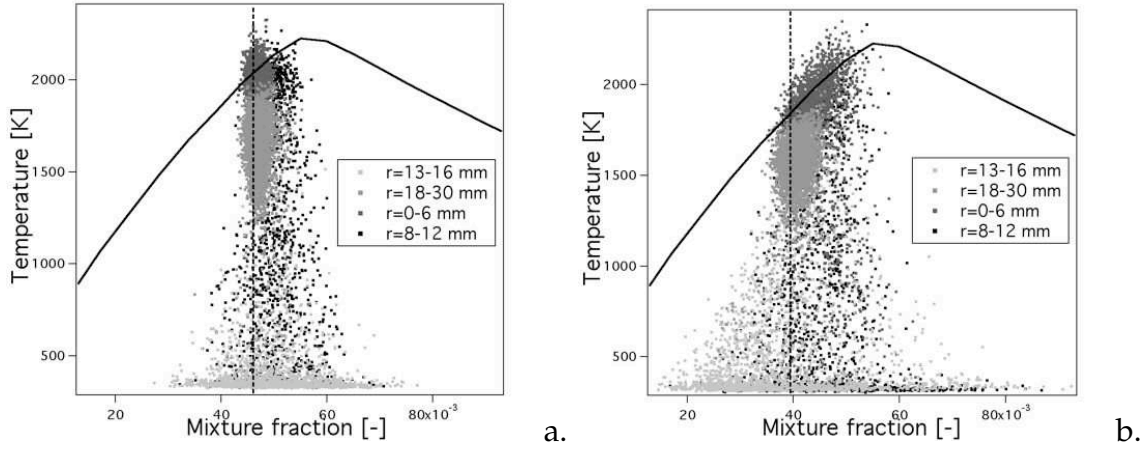 2000
1500
1000
500
Temperature [K]
r=13-16 mm
r=18-30 mm
r=0-6 mm
r=8-12 mm
20
40
60
80x10⁻³
Mixture fraction [-]
a.
2000
1500
1000
500
Temperature [K]
r=13-16 mm
r=18-30 mm
r=0-6 mm
r=8-12 mm
20
40
60
80x10⁻³
Mixture fraction [-]
b.